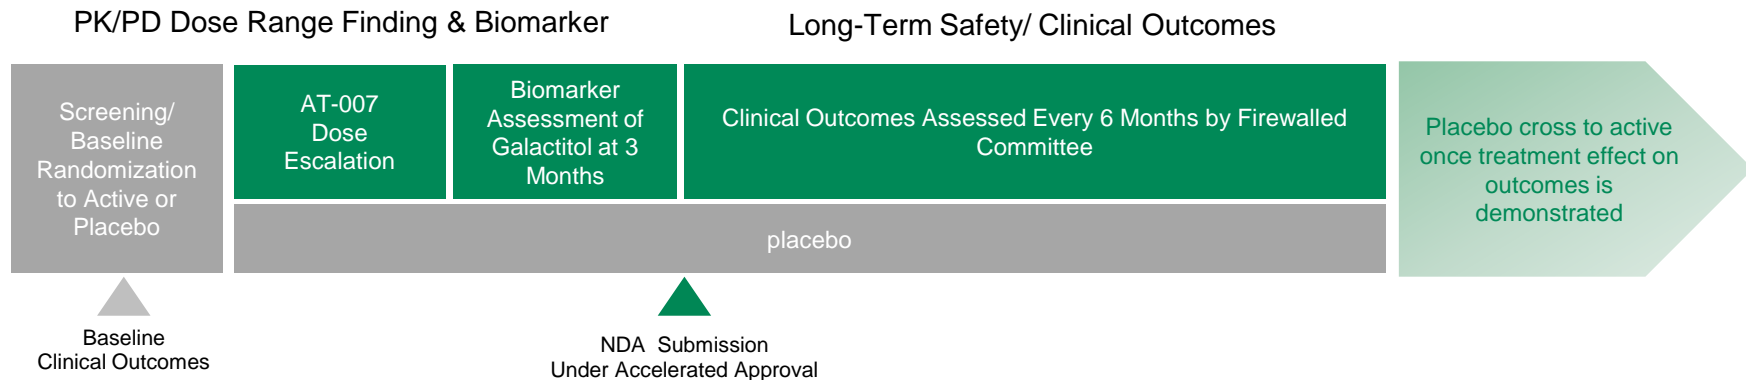 PK/PD Dose Range Finding & Biomarker
Long-Term Safety/ Clinical Outcomes
Screening/
Baseline
Randomization
to Active or
Placebo
AT-007
Dose
Escalation
Biomarker
Assessment of
Galactitol at 3
Months
Clinical Outcomes Assessed Every 6 Months by Firewalled
Committee
Placebo cross to active
once treatment effect on
outcomes is
demonstrated
placebo
Baseline
Clinical Outcomes
NDA Submission
Under Accelerated Approval